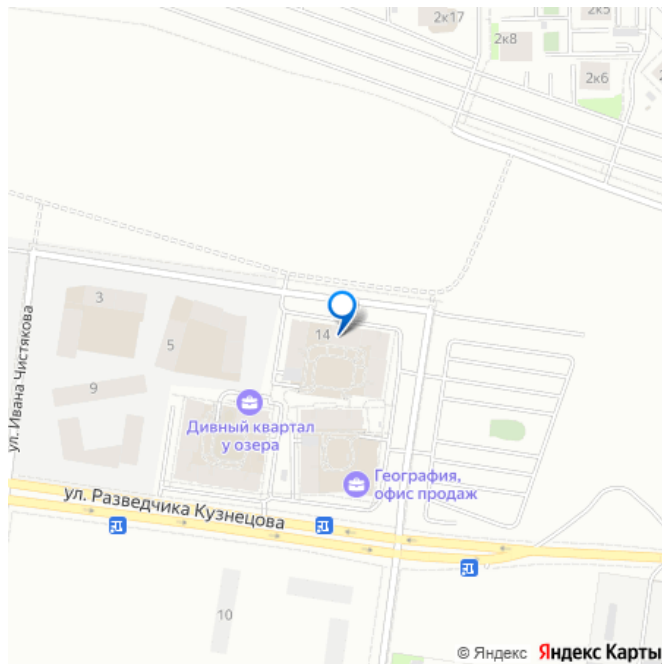 2к17
2к5
2к8
2к6
3
14
5
9
ул. Ивана Чистякова
Дивный квартал
у озера
География,
офис продаж
ул. Разведчика Кузнецова
10
© Яндекс Яндекс Карты